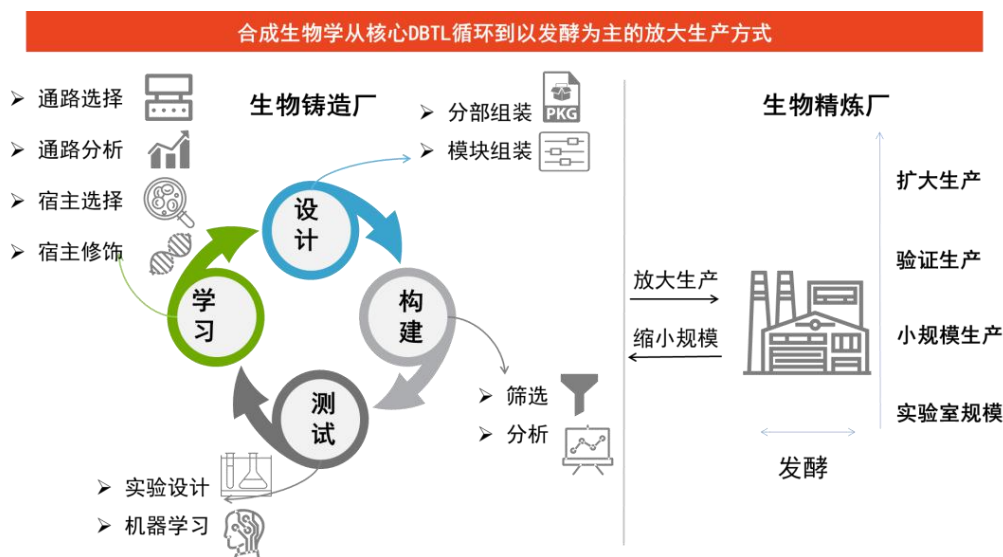 合成生物学从核心DBTL循环到以发酵为主的放大生产方式
生物铸造厂
➢ 通路选择
➢ 通路分析
➢ 宿主选择
➢ 宿主修饰
➢ 分部组装
PKG
➢ 模块组装
设计
构建
测试
学习
➢ 筛选
➢ 分析
➢ 实验设计
➢ 机器学习
放大生产
缩小规模
生物精炼厂
扩大生产
验证生产
小规模生产
实验室规模
发酵